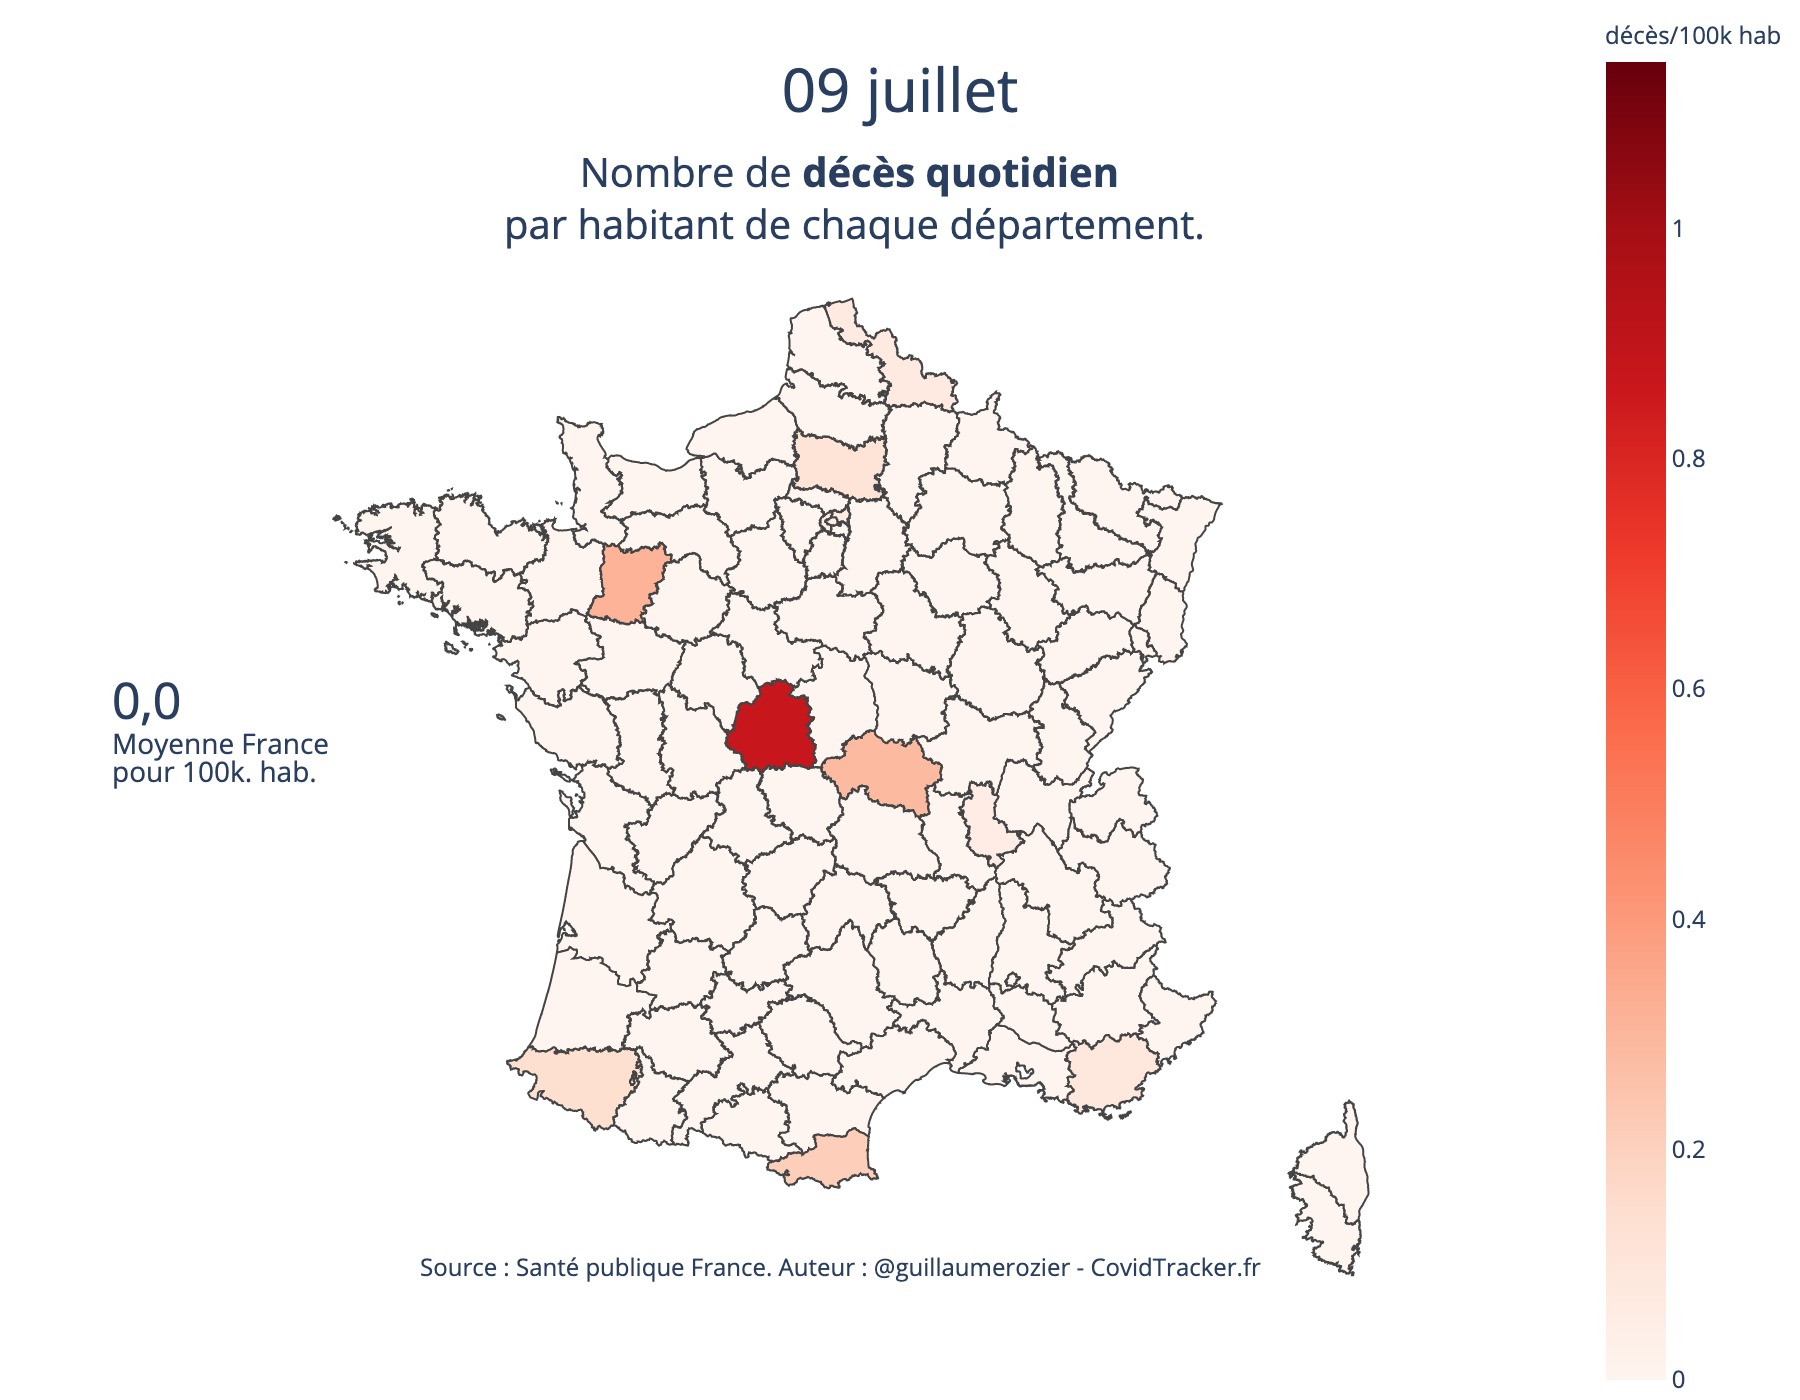 décès/100k hab
09 juillet
Nombre de décès quotidien
par habitant de chaque département.
1
0.8
0.6
0,0
Moyenne France
pour 100k. hab.
0.4
0.2
Source : Santé publique France. Auteur : @guillaumerozier - CovidTracker.fr
0